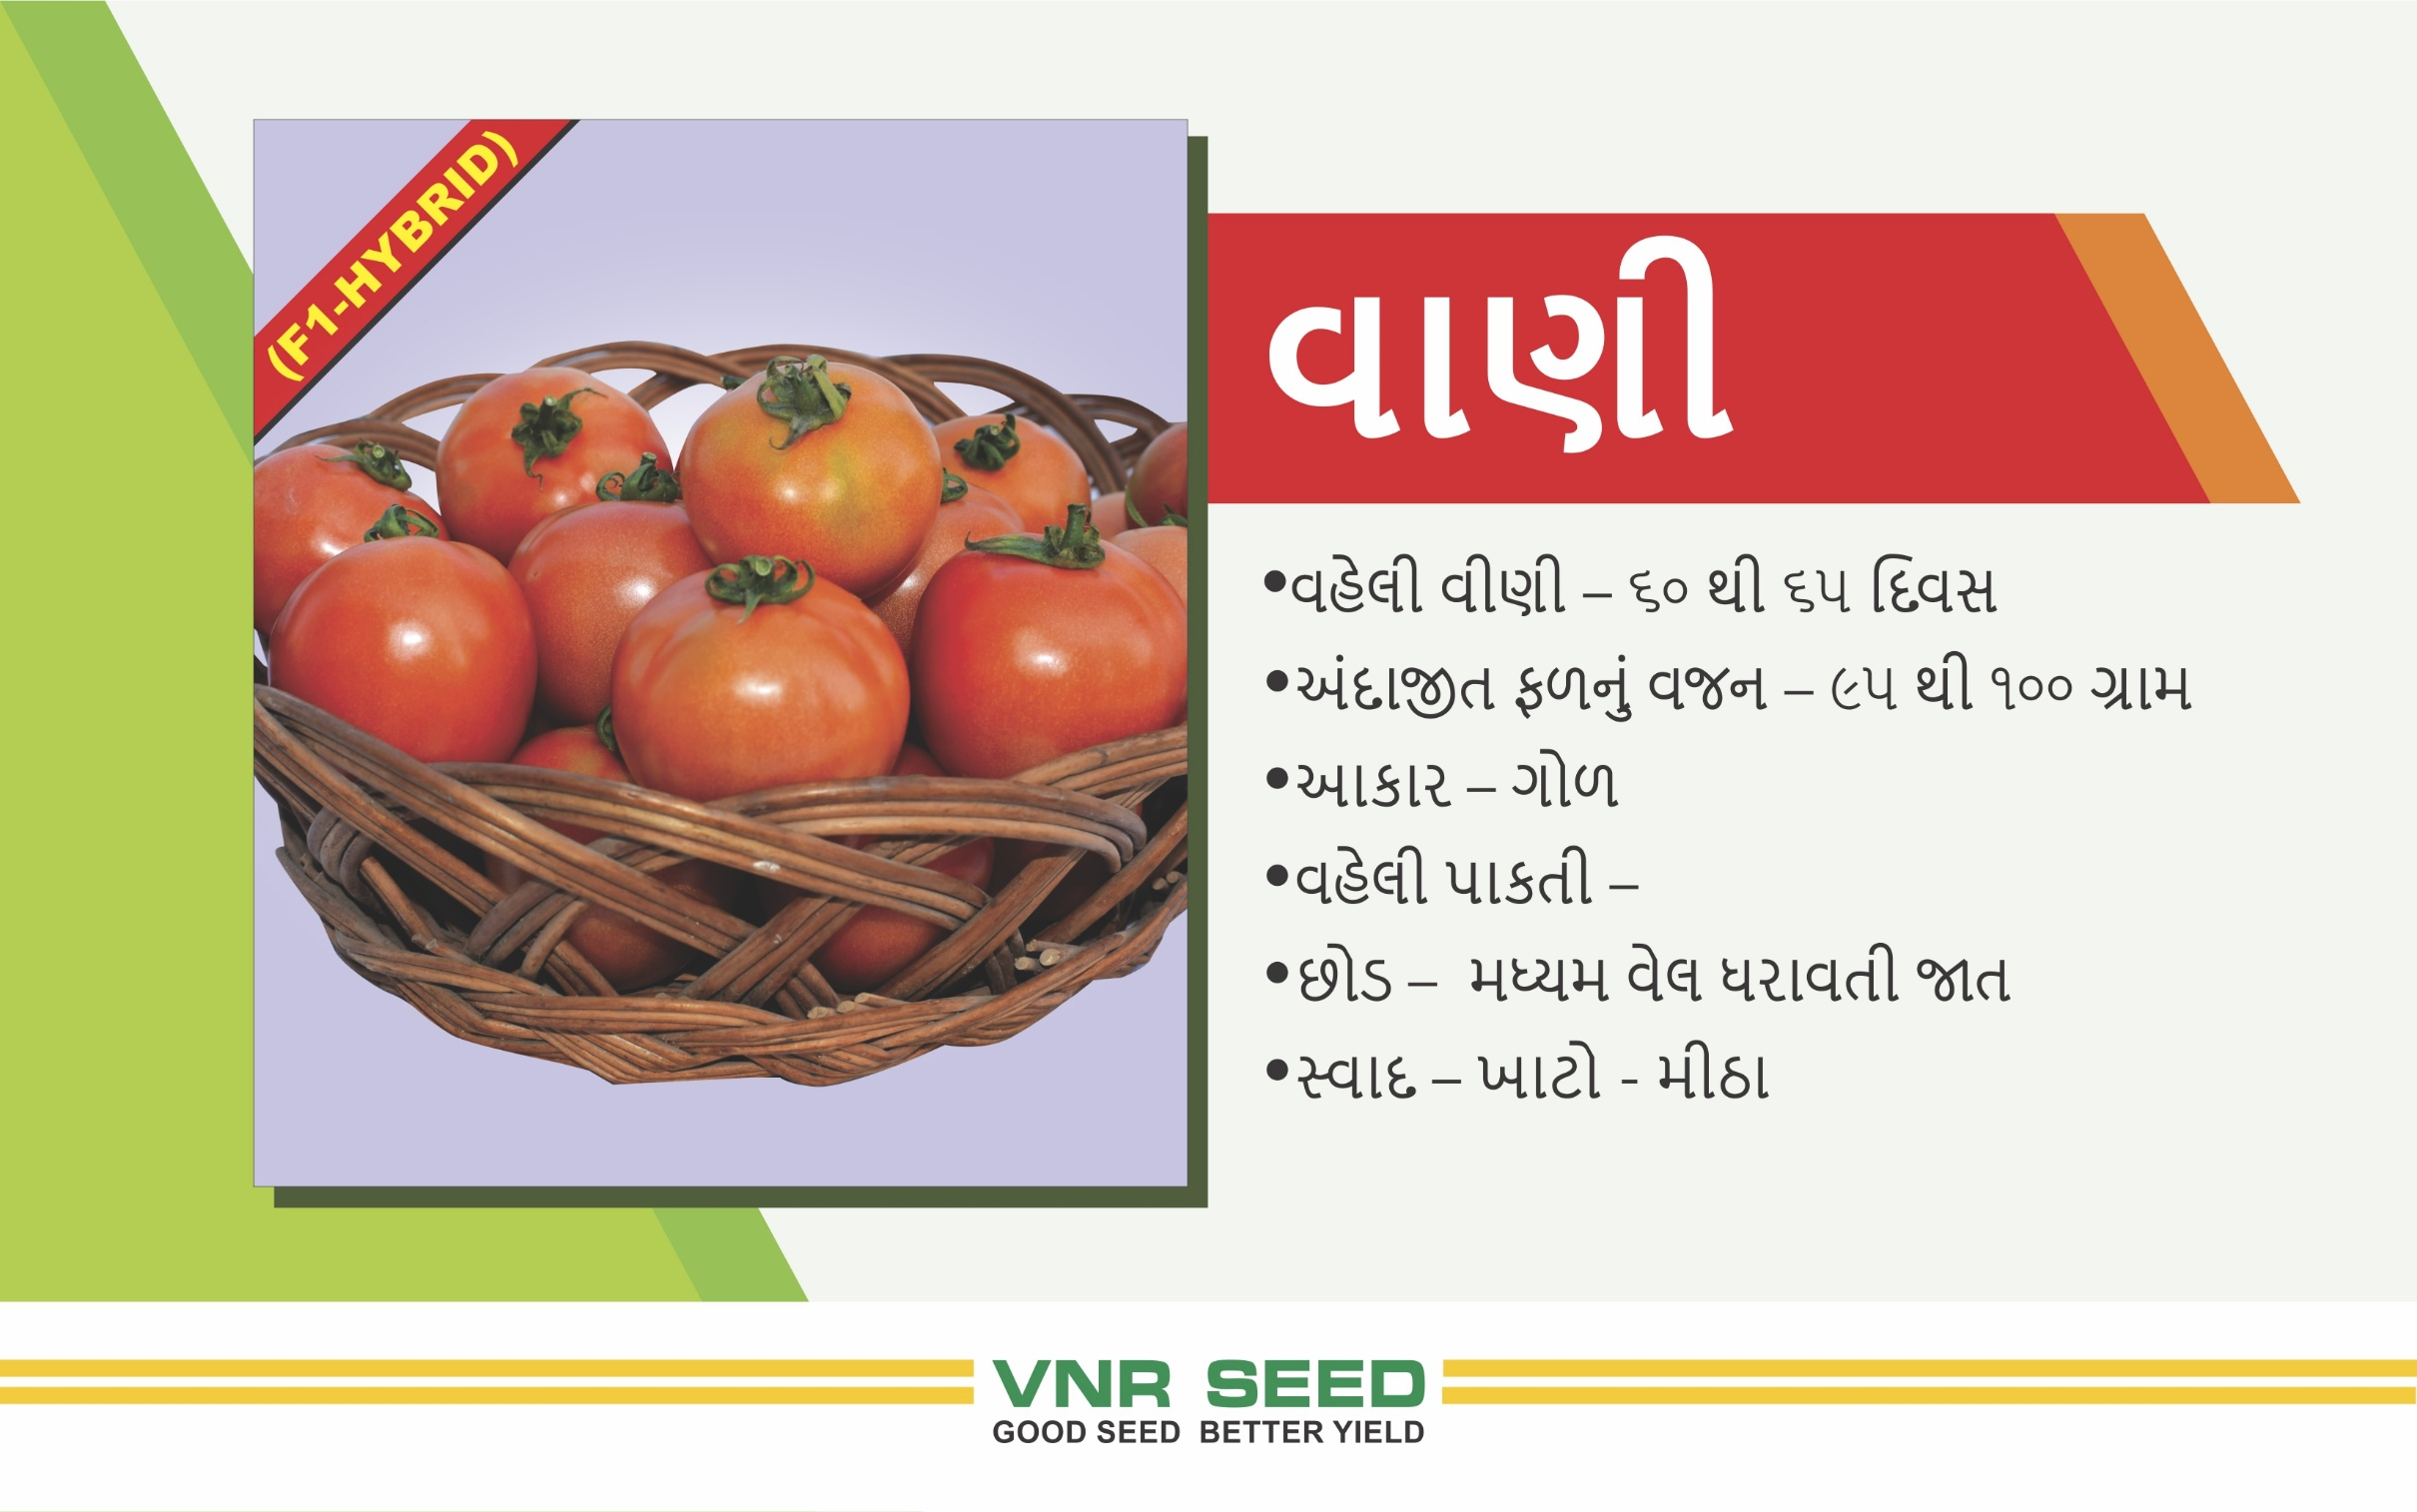 (F1-HYBRID))
વાણી
•વહેલી વીણી – ૬૦ થી ૬૫ દિવસ
•અંદાજીત ફળનું વજન – ૯૫ થી ૧૦૦ ગ્રામ
•આકાર – ગોળ
•વહેલી પાકતી –
•છોડ – મધ્યમ વેલ ધરાવતી જાત
•સ્વાદ – ખાટો - મીઠા
VNR SEED
GOOD SEED BETTER YIELD